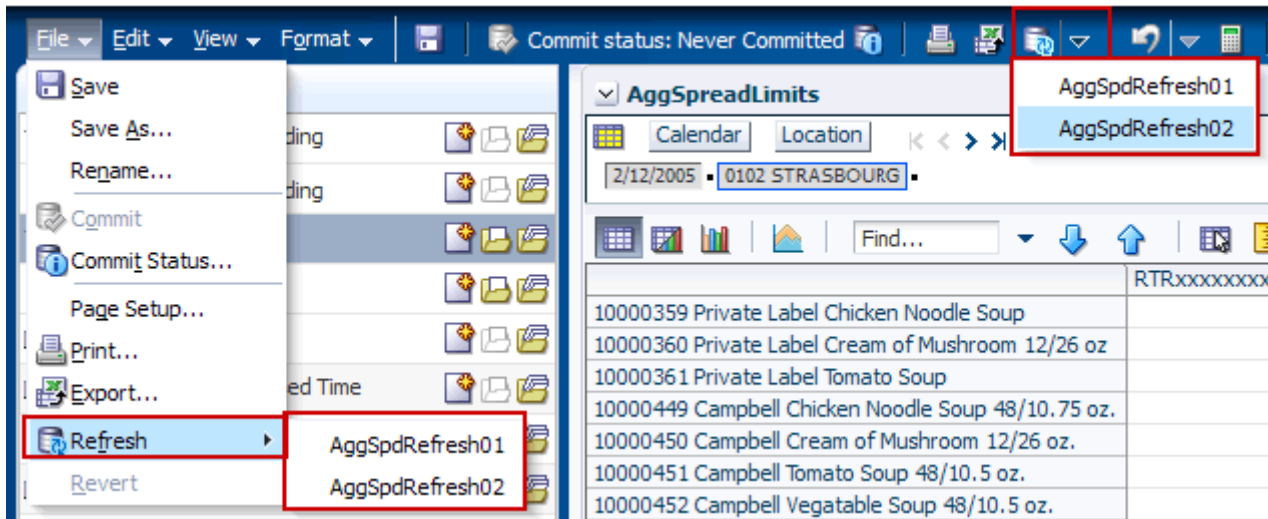 File Edit View Format Commit status: Never Committed
Save
Save As...
Rename...
Commit
Commit Status...
Page Setup...
Print...
Export...
Refresh
Revert
AggSpdRefresh01
AggSpdRefresh02
ding
ding
ed Time
AggSpreadLimits
Calendar Location
2/12/2005 0102 STRASBOURG
Find...
RTRxxxxxxxx
10000359 Private Label Chicken Noodle Soup
10000360 Private Label Cream of Mushroom 12/26 oz
10000361 Private Label Tomato Soup
10000449 Campbell Chicken Noodle Soup 48/10.75 oz.
10000450 Campbell Cream of Mushroom 12/26 oz.
10000451 Campbell Tomato Soup 48/10.5 oz.
10000452 Campbell Vegatable Soup 48/10.5 oz.
AggSpdRefresh01
AggSpdRefresh02